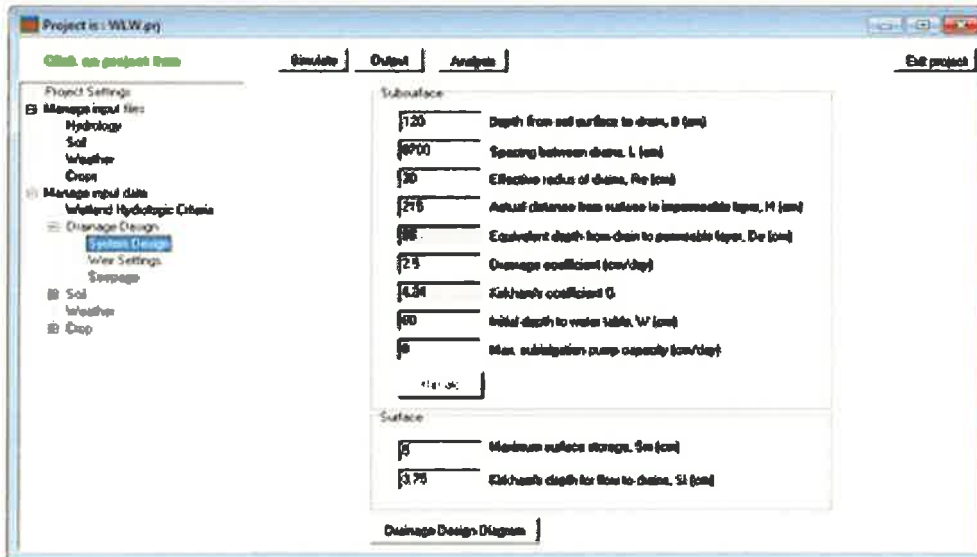 Project is : WLW.prj
Click on project item
Simulate
Output
Analysis
Exit project
Project Settings
Manage input files
Hydrology
Soil
Weather
Crops
Manage input data
Wetland Hydrologic Criteria
Drainage Design
System Design
Weir Settings
Seepage
Soil
Weather
Crop
Subsurface
120 Depth from soil surface to drain, B (cm)
Spacing between drains, L (cm)
30 Effective radius of drains, Re (cm)
Actual distance from surface to impermeable layer, H (cm)
Equivalent depth from drain to permeable layer, De (cm)
2.5 Drainage coefficient (cm/day)
Kirkham's coefficient G
Initial depth to water table, W (cm)
Max. subirrigation pump capacity (cm/day)
Surface
Maximum surface storage, Sm (cm)
Kirkham's depth for flow to drains, Sl (cm)
Drainage Design Diagram